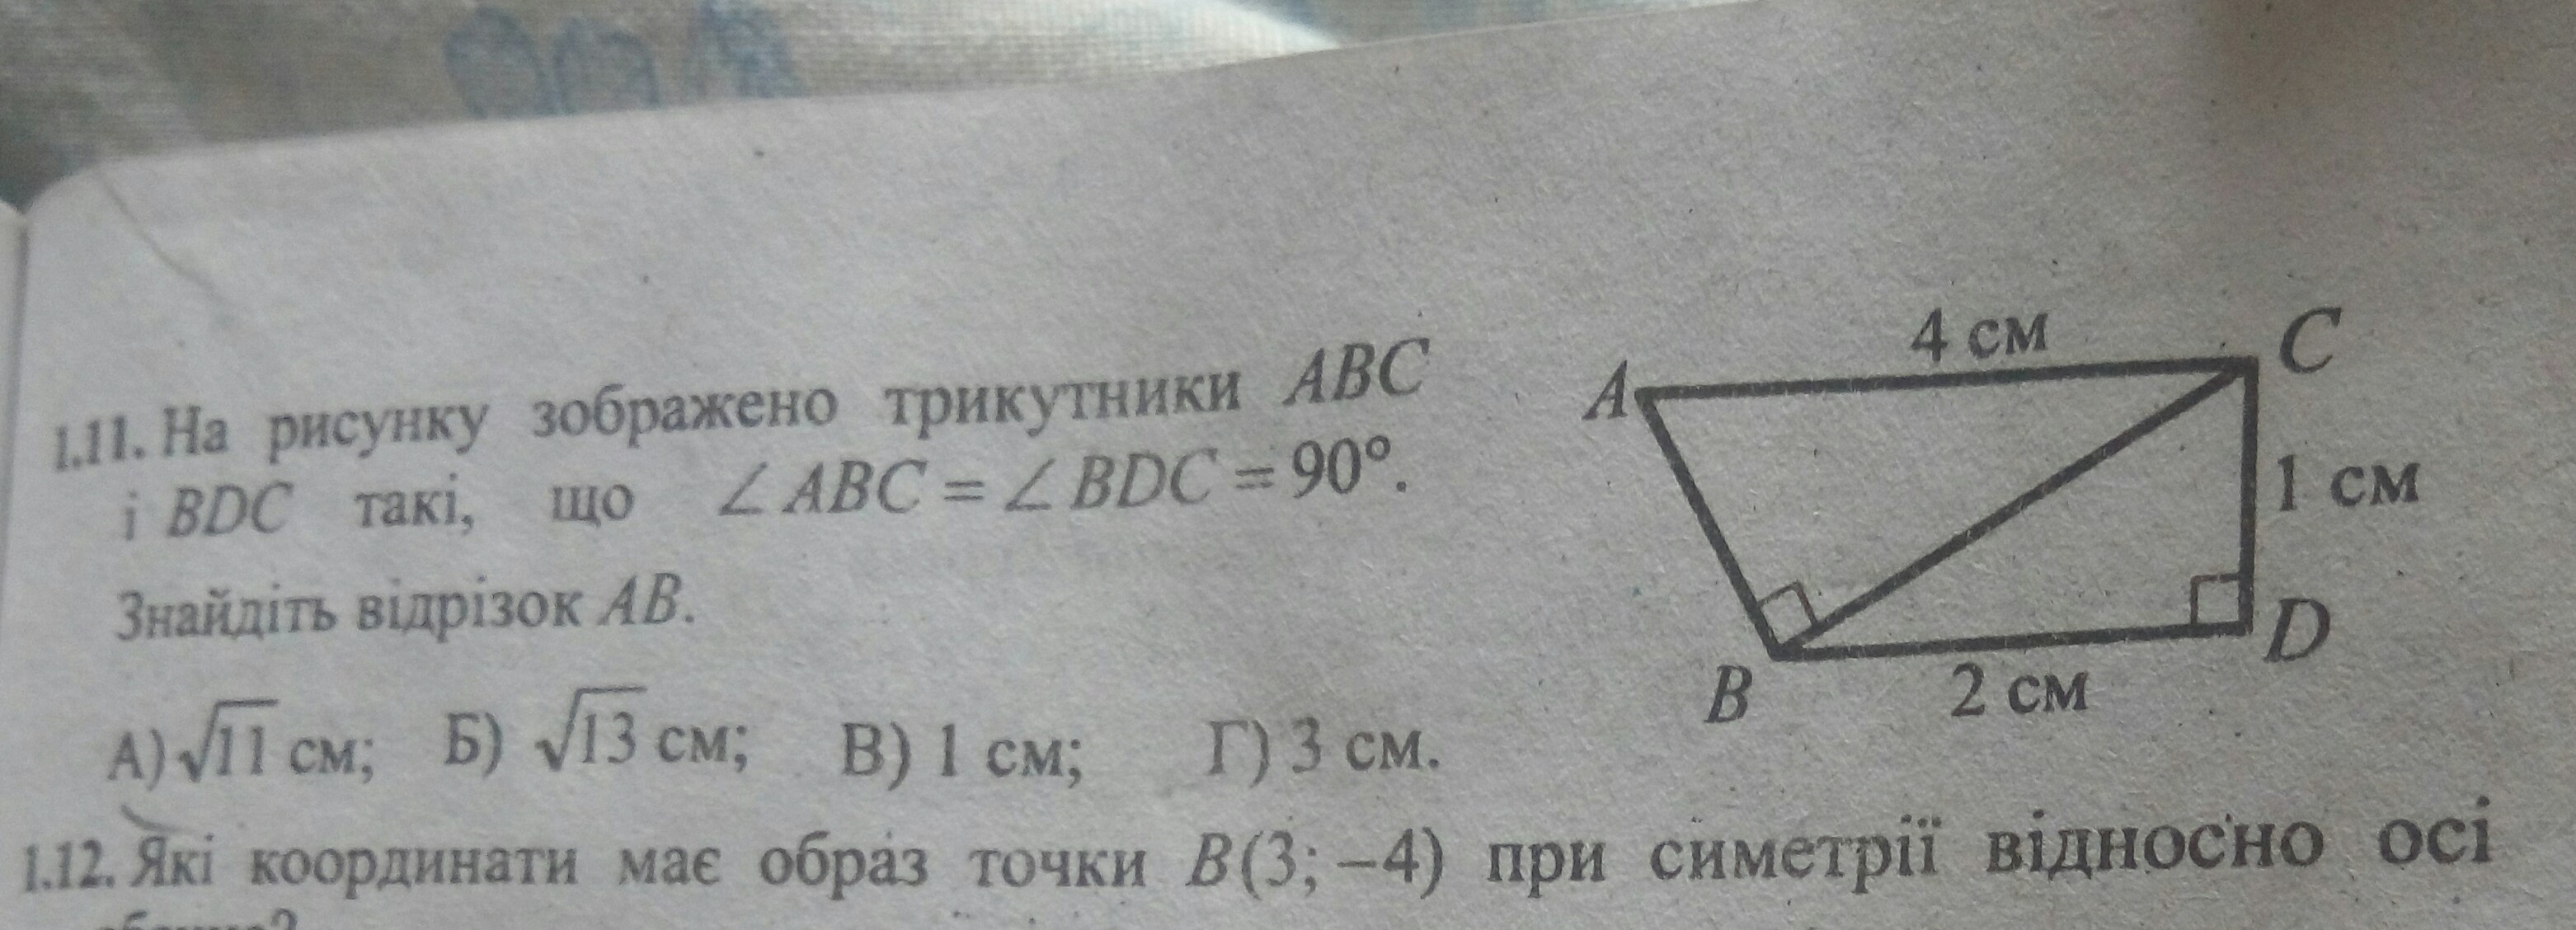 1.11. На рисунку зображено трикутники ABC
і BDC такі, що ∠ABC = ∠BDC = 90°.
Знайдіть відрізок AB.
А) √11 см; Б) √13 см; В) 1 см; Г) 3 см.
A
4 см
C
1 см
D
2 см
B
1.12. Які координати має образ точки B(3; –4) при симетрії відносно осі